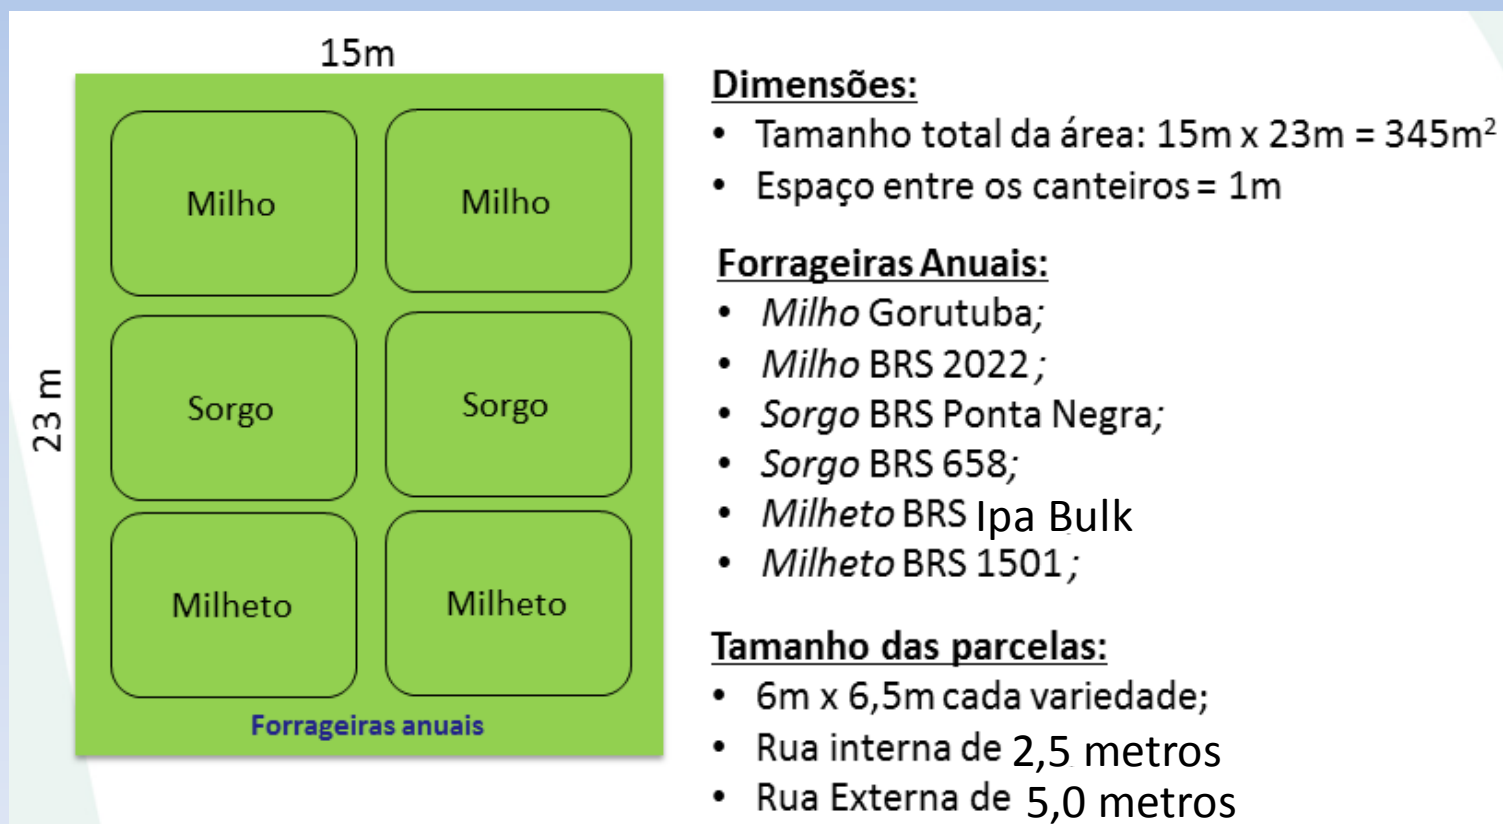 15m
23 m
Milho
Milho
Sorgo
Sorgo
Milheto
Milheto
Forrageiras anuais
Dimensões:
• Tamanho total da área: 15m x 23m = 345m²
• Espaço entre os canteiros = 1m
Forrageiras Anuais:
• Milho Gorutuba;
• Milho BRS 2022 ;
• Sorgo BRS Ponta Negra;
• Sorgo BRS 658;
• Milheto BRS Ipa Bulk
• Milheto BRS 1501 ;
Tamanho das parcelas:
• 6m x 6,5m cada variedade;
• Rua interna de 2,5 metros
• Rua Externa de 5,0 metros